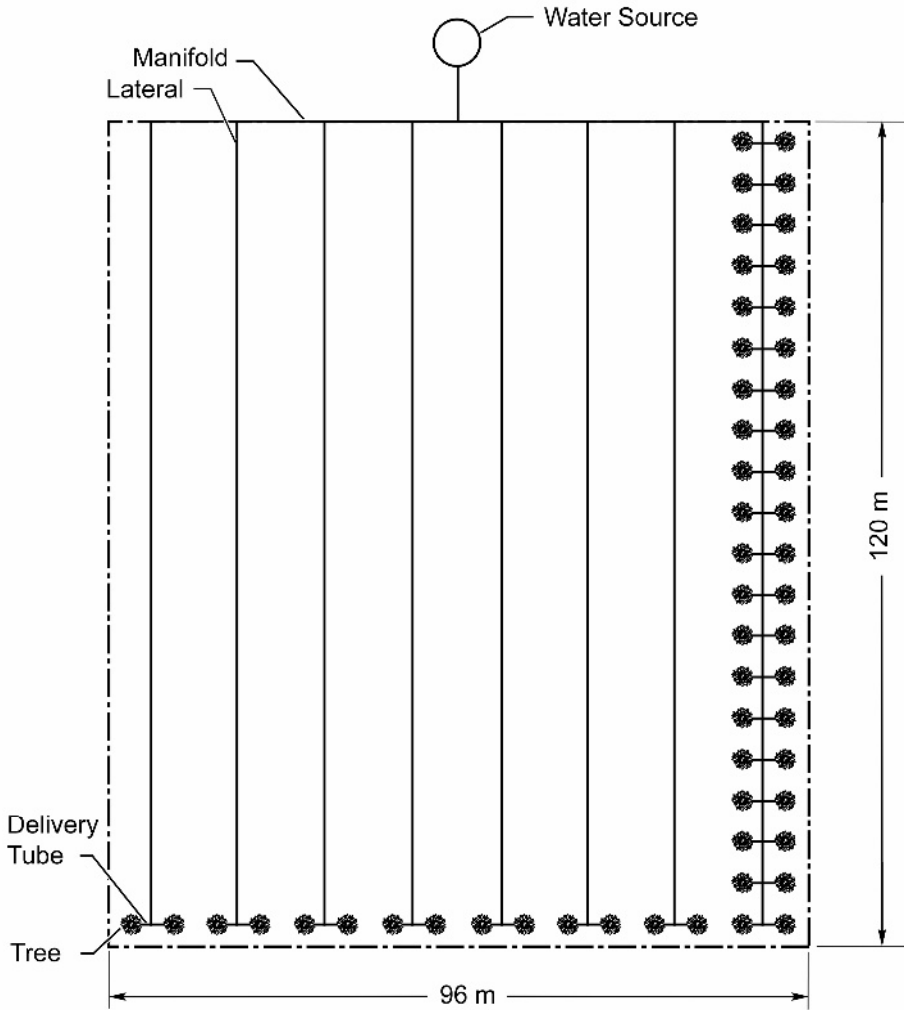 Water Source
Manifold
Lateral
120 m
Delivery
Tube
Tree
96 m